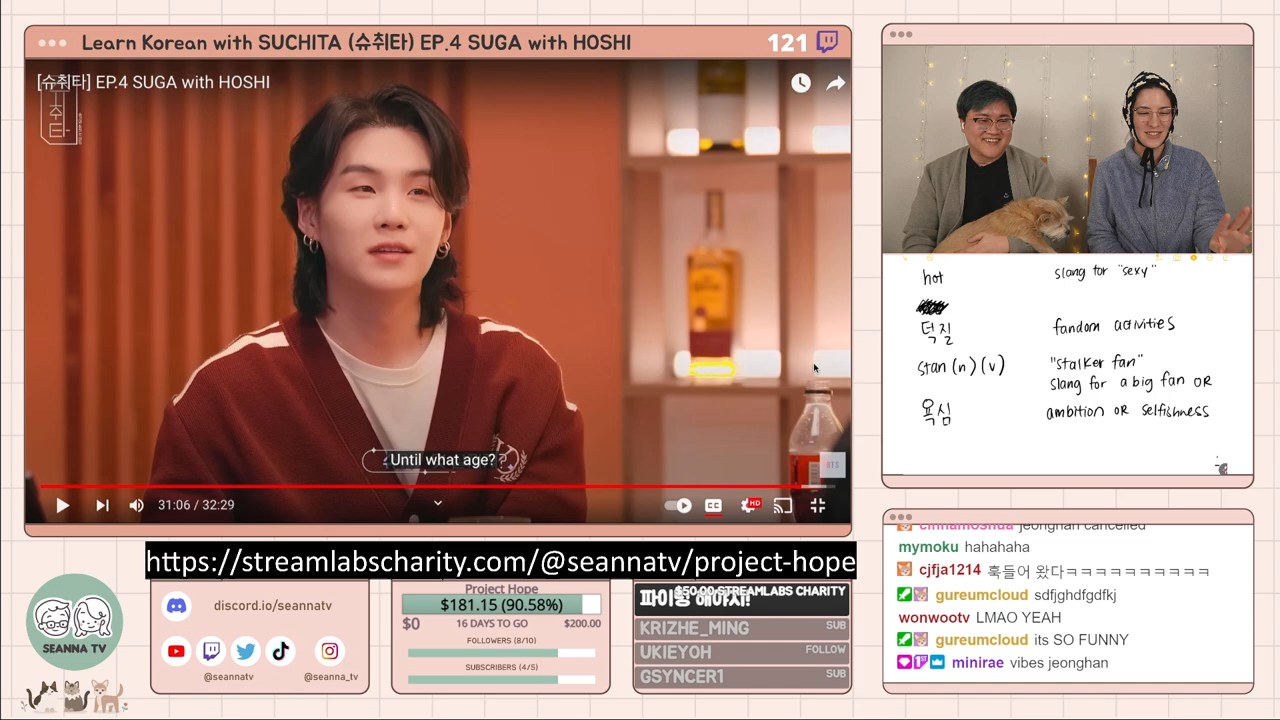 Learn Korean with SUCHITA (슈취타) EP.4 SUGA with HOSHI
121
[슈취타] EP.4 SUGA with HOSHI
Until what age?
BTS
31:06 / 32:29
CC
HD
hot
slang for "sexy"
덕질
fandom activities
stan (n) (v)
"stalker fan"
slang for a big fan OR
욕심
ambition OR selfishness
https://streamlabscharity.com/@seannatv/project-hope
SEANNA TV
discord.io/seannatv
@seannatv
@seanna_tv
Project Hope
$181.15 (90.58%)
$0
16 DAYS TO GO
$200.00
FOLLOWERS (8/10)
SUBSCRIBERS (4/5)
파이팅 해야지!
$50.00 STREAMLABS CHARITY
KRIZHE_MING SUB
UKIEYOH FOLLOW
GSYNCER1 SUB
cinnamoshua jeonghan cancelled
mymoku hahahaha
cjfja1214 훅들어 왔다ㅋㅋㅋㅋㅋㅋㅋㅋㅋㅋ
gureumcloud sdfjghdfgdfkj
wonwootv LMAO YEAH
gureumcloud its SO FUNNY
minirae vibes jeonghan